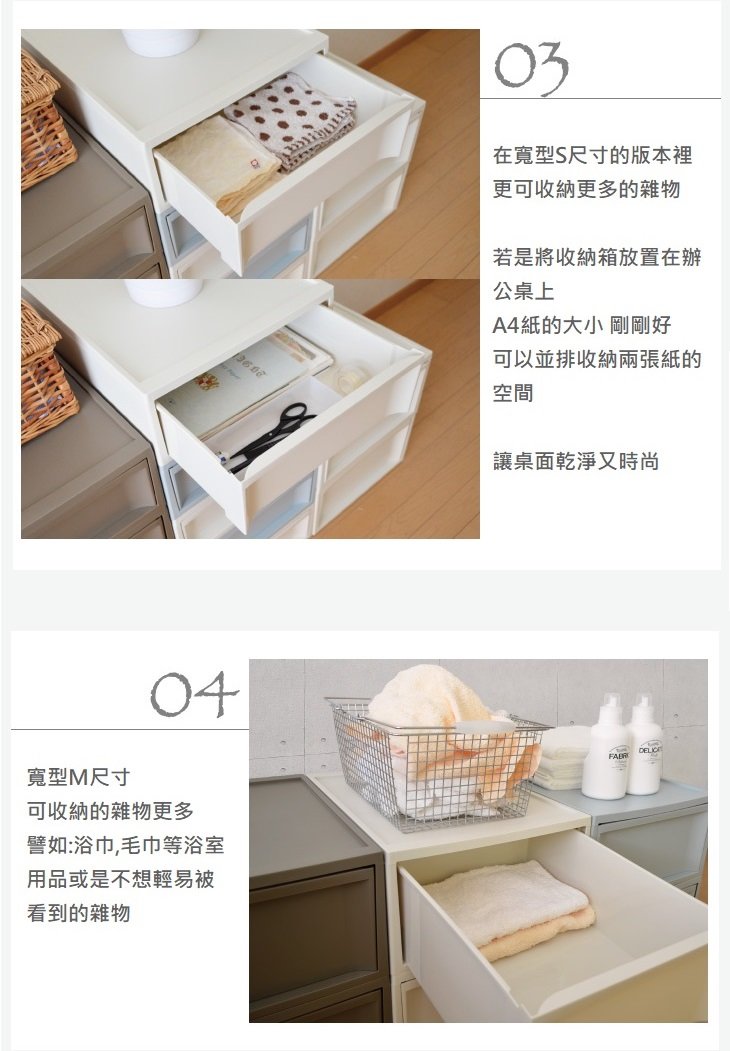 03
在寬型S尺寸的版本裡
更可收納更多的雜物
若是將收納箱放置在辦
公桌上
A4紙的大小 剛剛好
可以並排收納兩張紙的
空間
讓桌面乾淨又時尚
04
寬型M尺寸
可收納的雜物更多
譬如:浴巾,毛巾等浴室
用品或是不想輕易被
看到的雜物